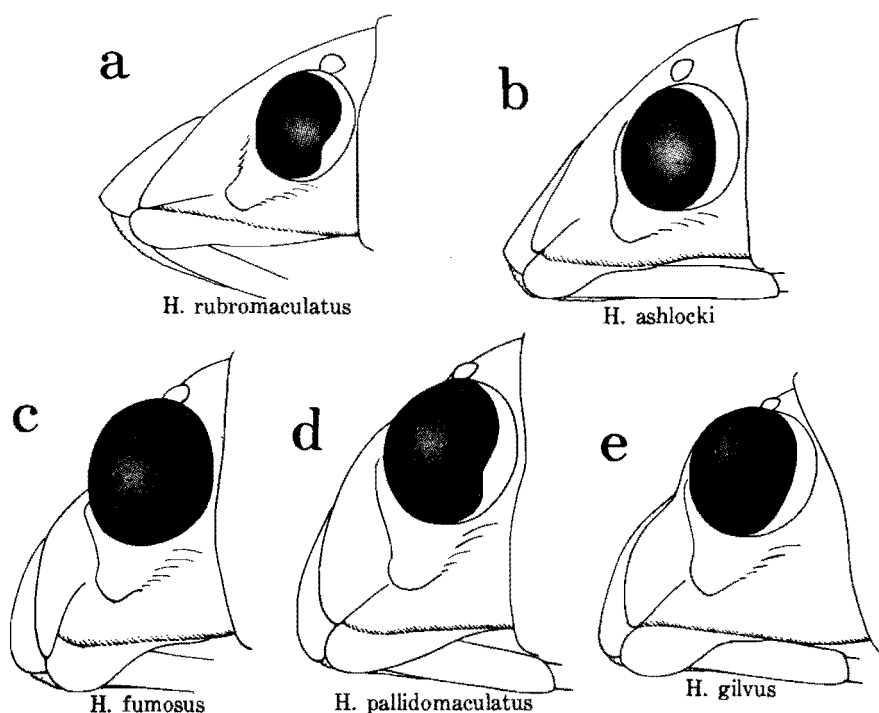 a
H. rubromaculatus
b
H. ashlocki
c
H. fumosus
d
H. pallidomaculatus
e
H. gilvus